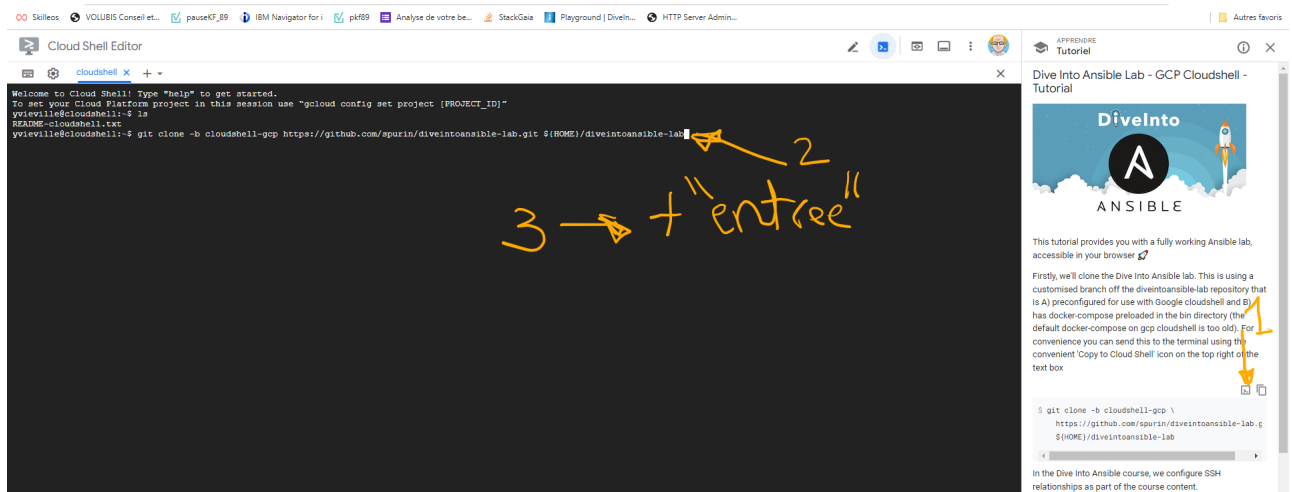 Skilleos
VOLUBIS Conseil et...
pauseKF_89
IBM Navigator for i
pkf89
Analyse de votre be...
StackGaia
Playground | DiveIn...
HTTP Server Admin...
Autres favoris
Cloud Shell Editor
cloudshell
Welcome to Cloud Shell! Type "help" to get started.
To set your Cloud Platform project in this session use “gcloud config set project [PROJECT_ID]”
yvieville@cloudshell:~$ ls
README-cloudshell.txt
yvieville@cloudshell:~$ git clone -b cloudshell-gcp https://github.com/spurin/diveintoansible-lab.git ${HOME}/diveintoansible-lab
2
3 + "entree"
APPRENDRE
Tutoriel
Dive Into Ansible Lab - GCP Cloudshell -
Tutorial
DiveInto
A
ANSIBLE
This tutorial provides you with a fully working Ansible lab,
accessible in your browser 🚀
Firstly, we'll clone the Dive Into Ansible lab. This is using a
customised branch off the diveintoansible-lab repository that
is A) preconfigured for use with Google cloudshell and B)
has docker-compose preloaded in the bin directory (the
default docker-compose on gcp cloudshell is too old). For
convenience you can send this to the terminal using the
convenient 'Copy to Cloud Shell' icon on the top right of the
text box
1
$ git clone -b cloudshell-gcp \
https://github.com/spurin/diveintoansible-lab.g
${HOME}/diveintoansible-lab
In the Dive Into Ansible course, we configure SSH
relationships as part of the course content.